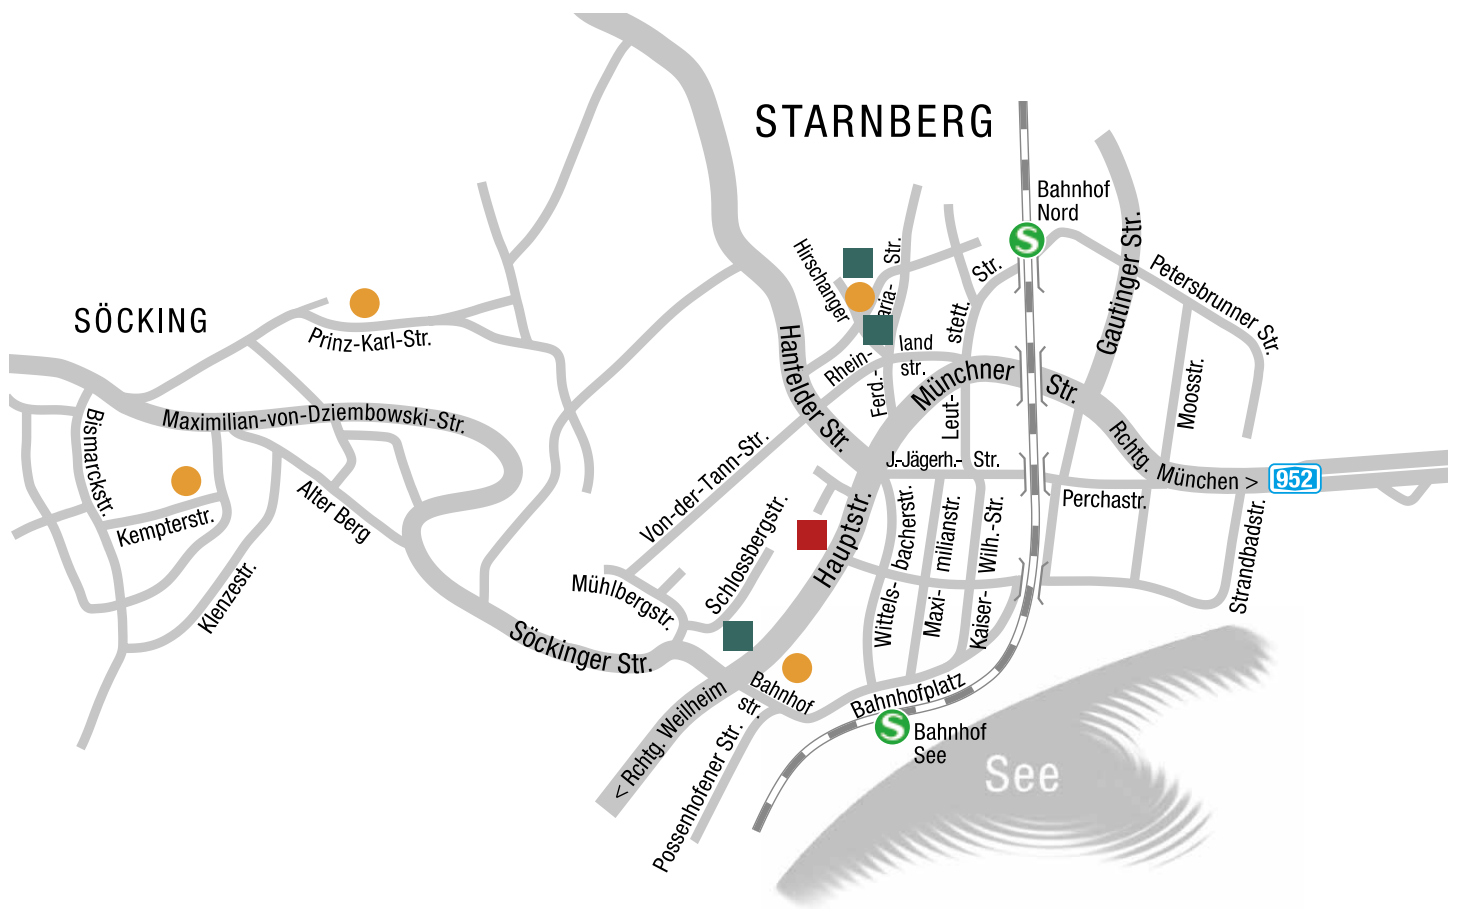 STARNBERG
Bahnhof
Nord
SÖCKING
Prinz-Karl-Str.
Maximilian-von-Dziembowski-Str.
Bismarckstr.
Kempterstr.
Alter Berg
Klenzestr.
Hirschanger
aria-
Str.
stett.
Str.
Leut-
Rhein-
land
str.
Ferd.-
Hanfelder Str.
Münchner
Str.
Gautinger Str.
Petersbrunner Str.
Moosstr.
Rchtg.
München >
952
J.-Jägerh.-
Str.
Perchastr.
Strandbadstr.
Von-der-Tann-Str.
Schlossbergstr.
Mühlbergstr.
Söckinger Str.
Hauptstr.
Wittels-
bacherstr.
Maxi-
milianstr.
Kaiser-
Wilh.-Str.
Bahnhof
str.
Bahnhofplatz
< Rchtg. Weilheim
Possenhofener Str.
S
S
Bahnhof
See
See